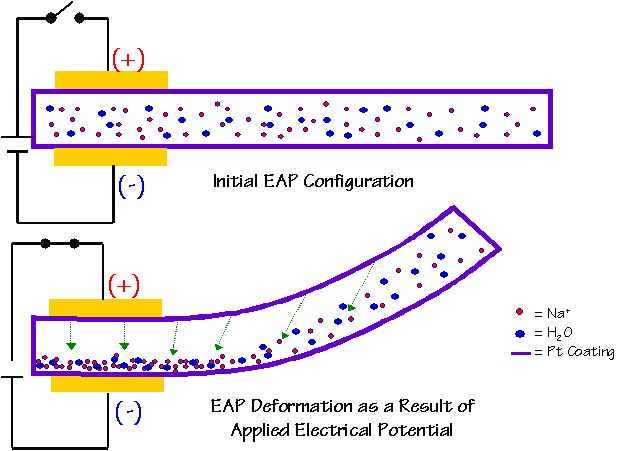 (+)
(-)
Initial EAP Configuration
(+)
= Na⁺
= H₂O
= Pt Coating
(-)
EAP Deformation as a Result of
Applied Electrical Potential